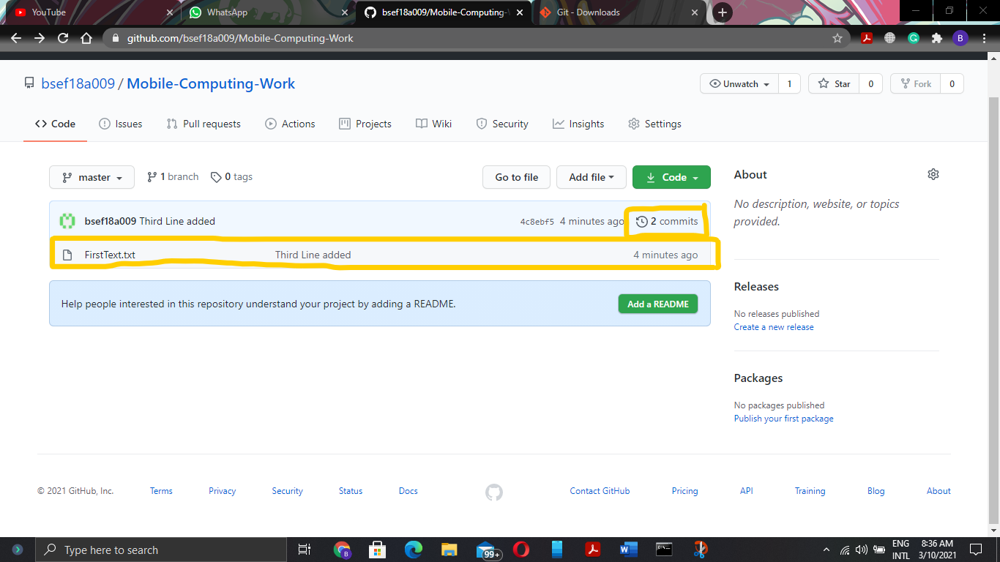 YouTube
WhatsApp
bsef18a009/Mobile-Computing-
Git - Downloads
github.com/bsef18a009/Mobile-Computing-Work
B
bsef18a009 / Mobile-Computing-Work
Unwatch 1
Star 0
Fork 0
Code
Issues
Pull requests
Actions
Projects
Wiki
Security
Insights
Settings
master
1 branch
0 tags
Go to file
Add file
Code
About
No description, website, or topics
provided.
bsef18a009 Third Line added
4c8ebf5 4 minutes ago
2 commits
FirstText.txt Third Line added 4 minutes ago
Help people interested in this repository understand your project by adding a README.
Add a README
Releases
No releases published
Create a new release
Packages
No packages published
Publish your first package
© 2021 GitHub, Inc.
Terms
Privacy
Security
Status
Docs
Contact GitHub
Pricing
API
Training
Blog
About
Type here to search
B
99+
W
ENG
INTL
8:36 AM
3/10/2021